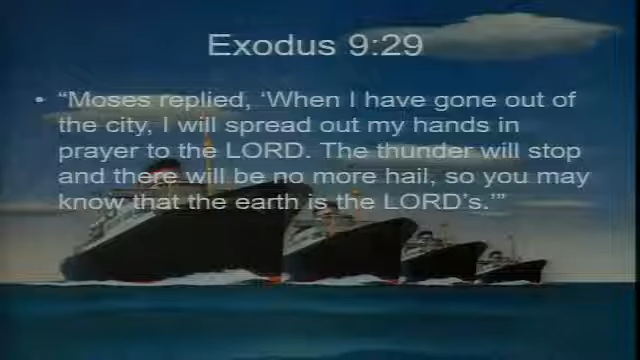 Exodus 9:29
• “Moses replied, ‘When I have gone out of
the city, I will spread out my hands in
prayer to the LORD. The thunder will stop
and there will be no more hail, so you may
know that the earth is the LORD’s.’”